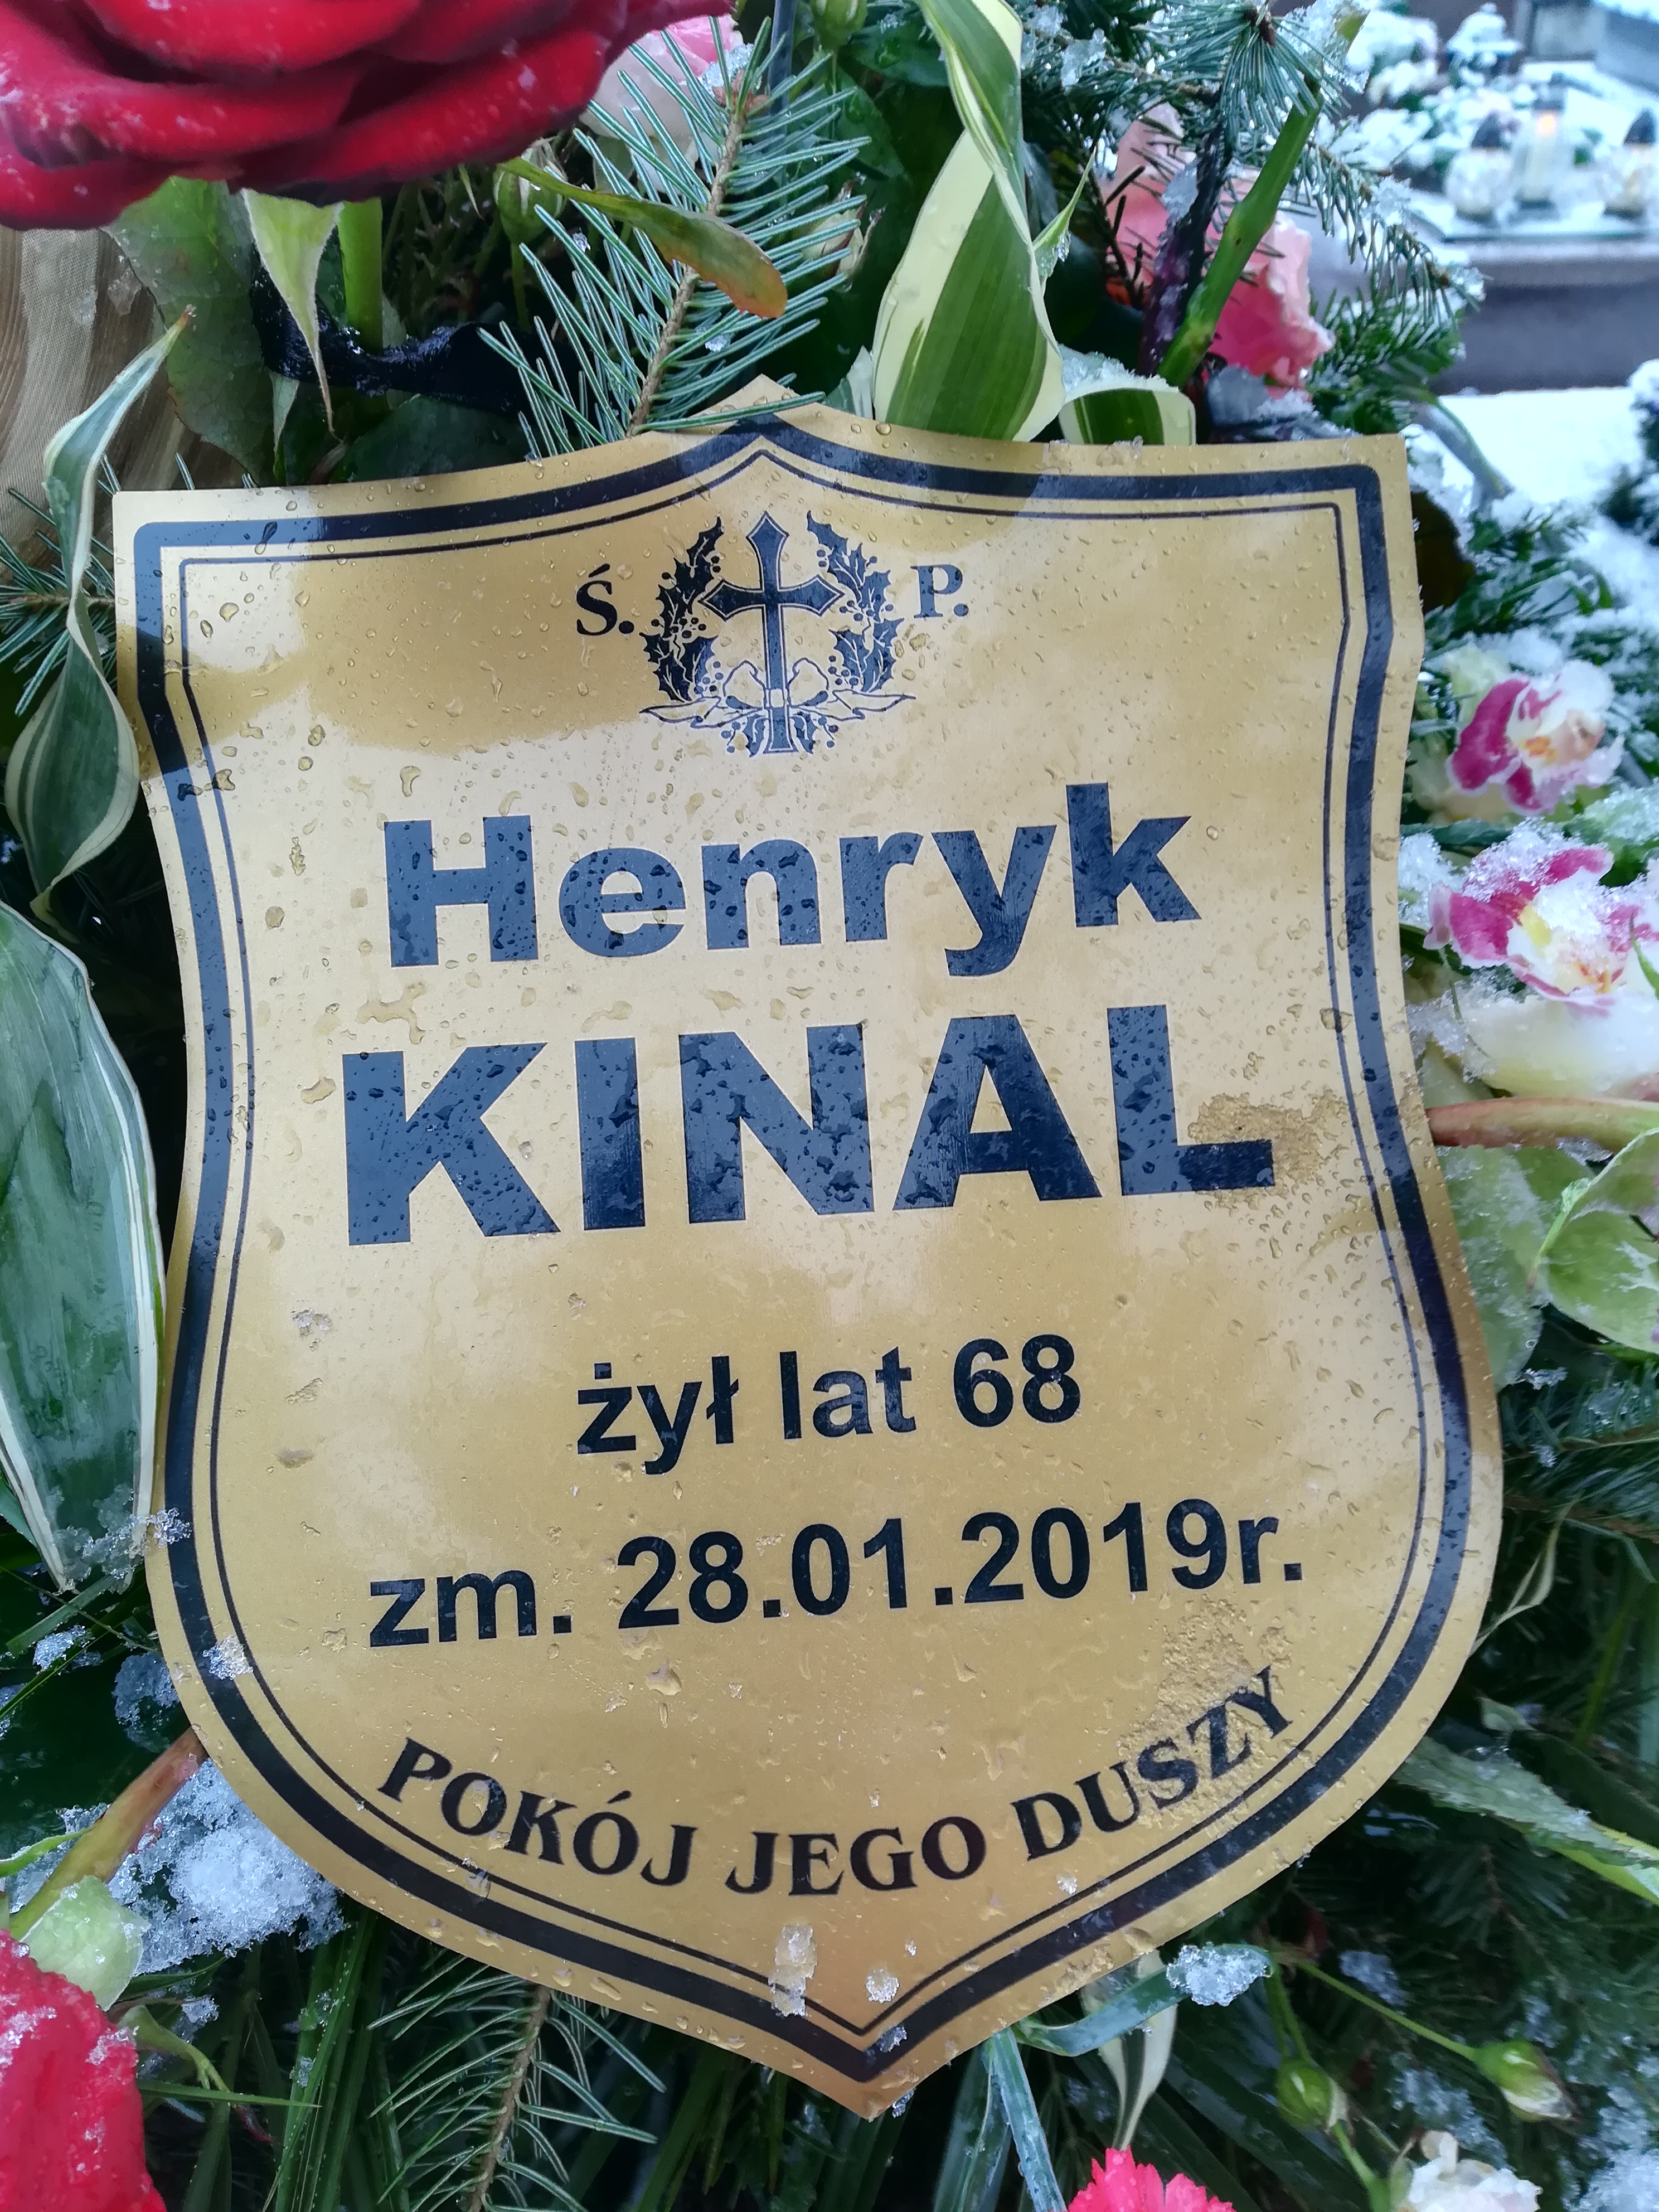 Ś. P.
Henryk
KINAL
żył lat 68
zm. 28.01.2019r.
POKÓJ JEGO DUSZY